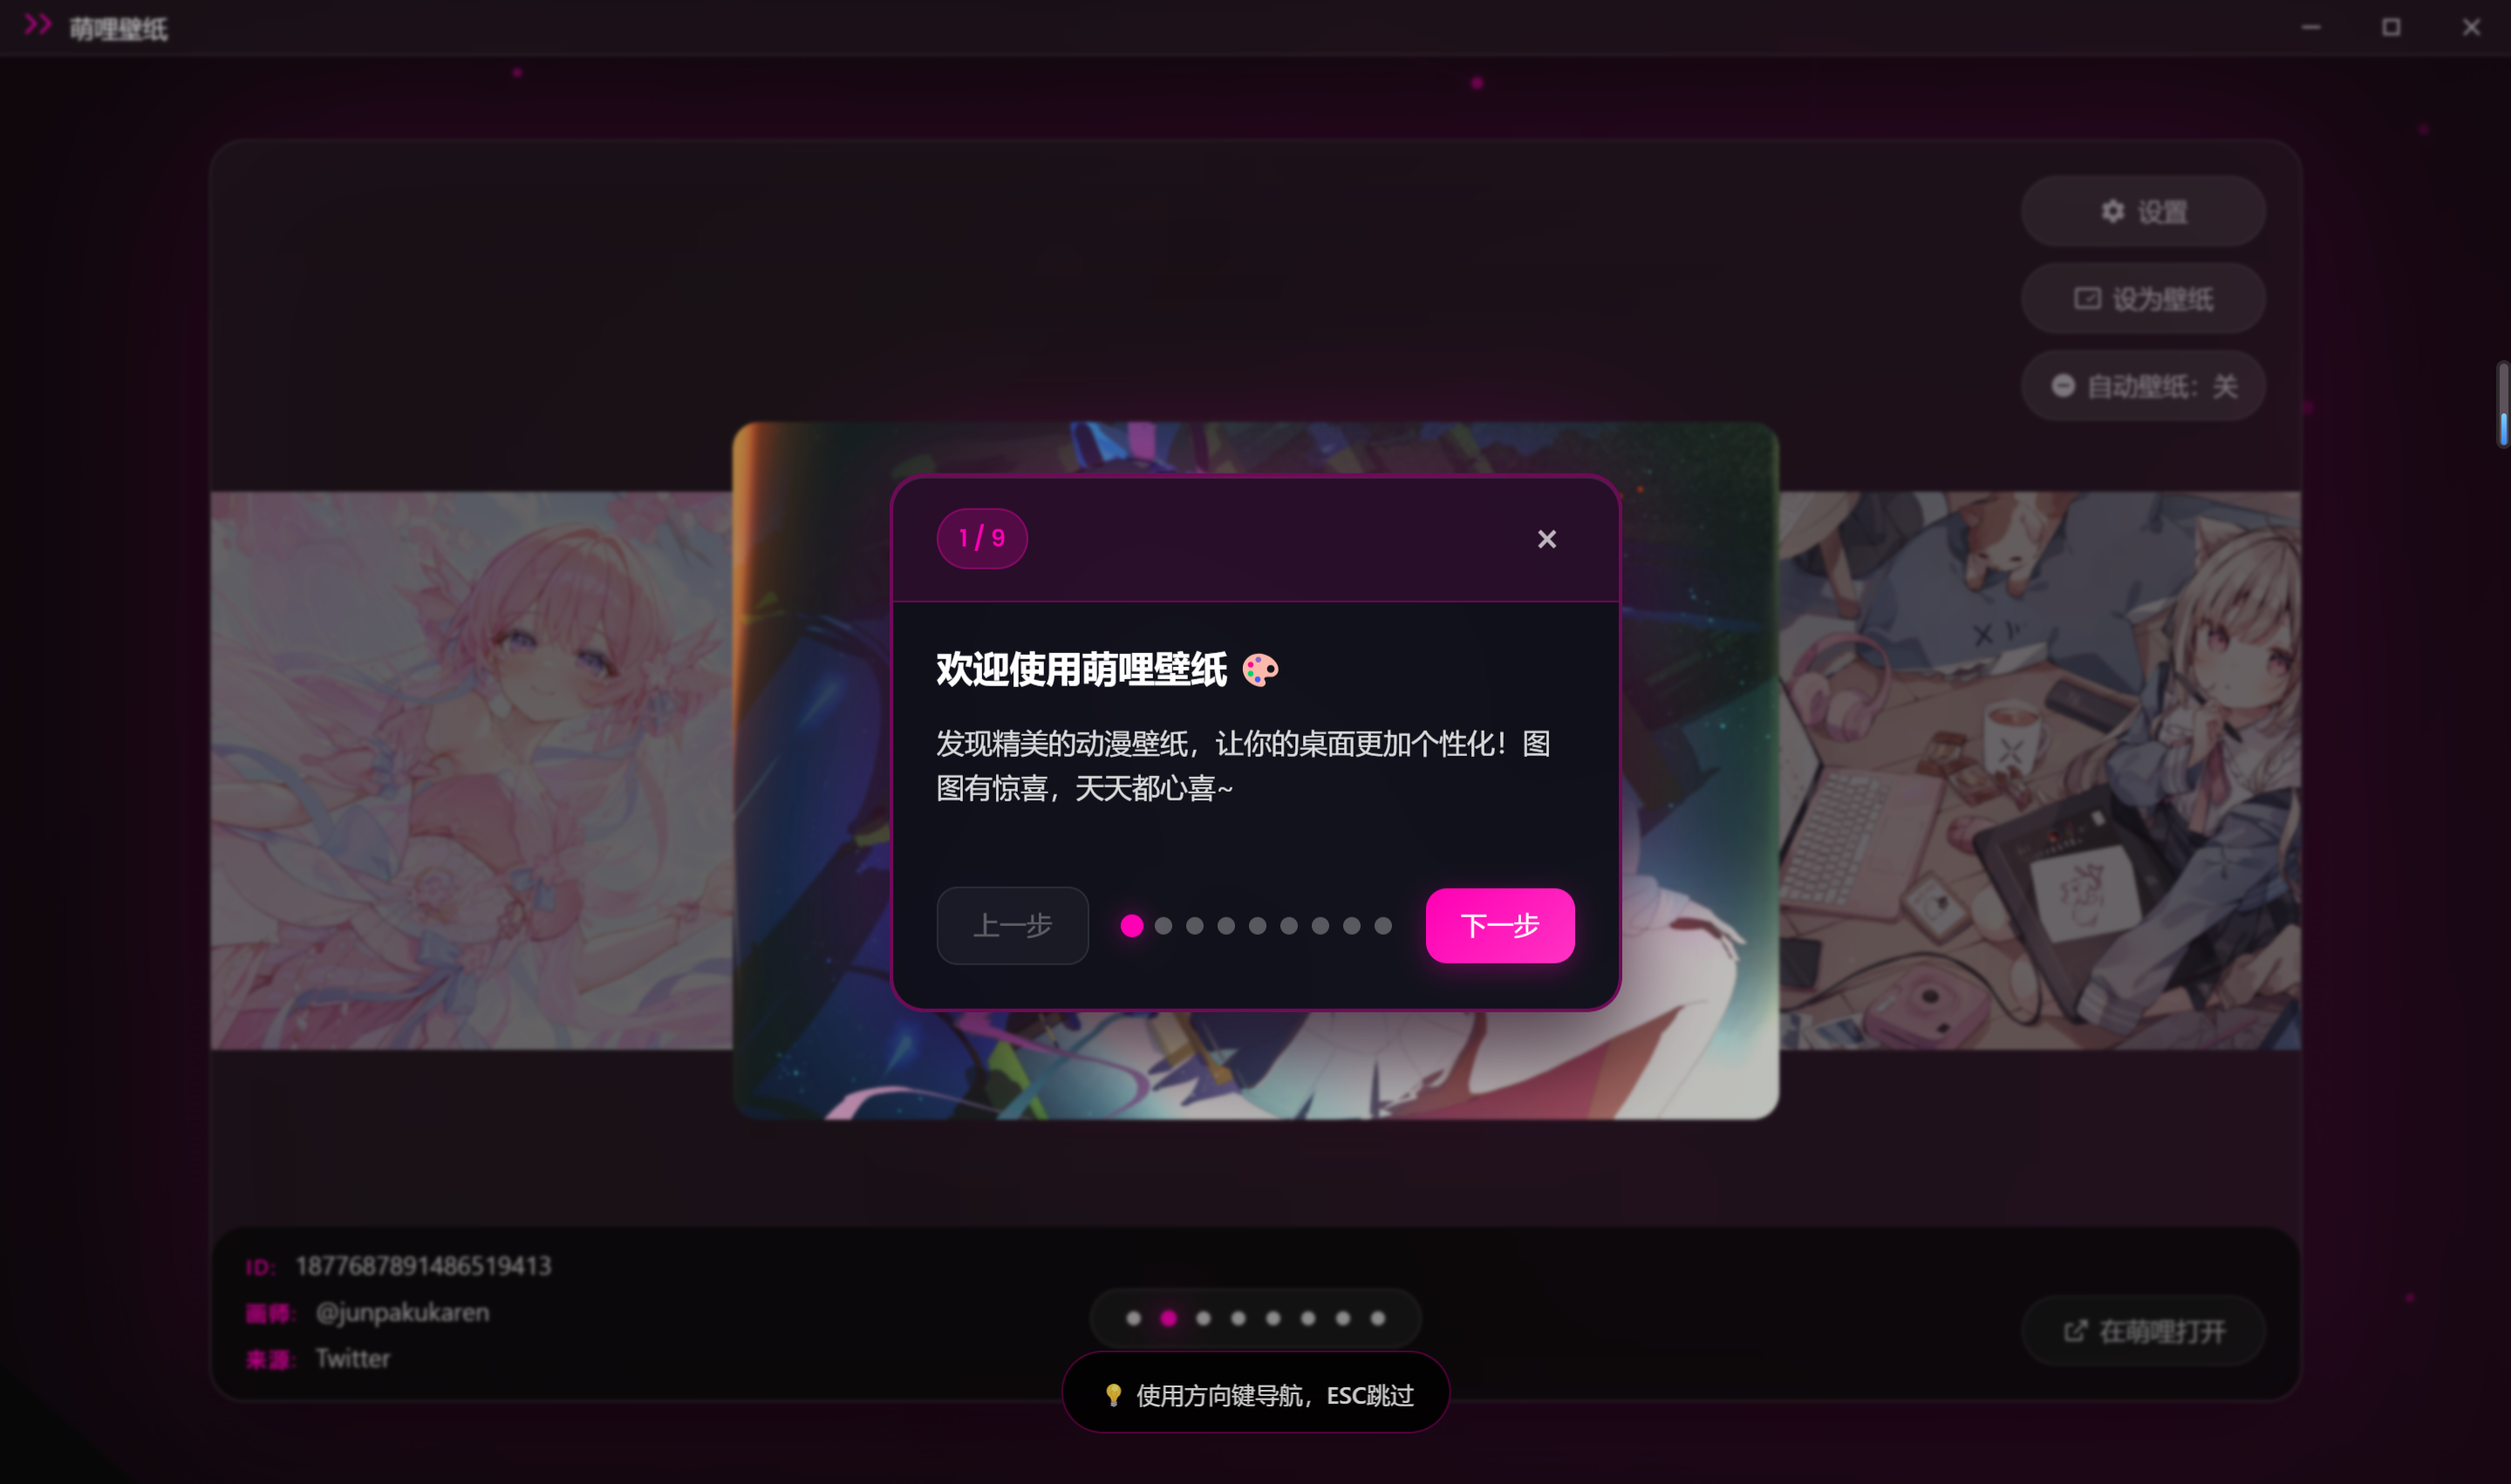 萌哩壁纸
设置
设为壁纸
自动壁纸：关
1 / 9
欢迎使用萌哩壁纸 🎨
发现精美的动漫壁纸，让你的桌面更加个性化！图
图有惊喜，天天都心喜~
上一步
下一步
ID: 1877687891486519413
画师: @junpakukaren
来源: Twitter
在萌哩打开
💡 使用方向键导航，ESC跳过